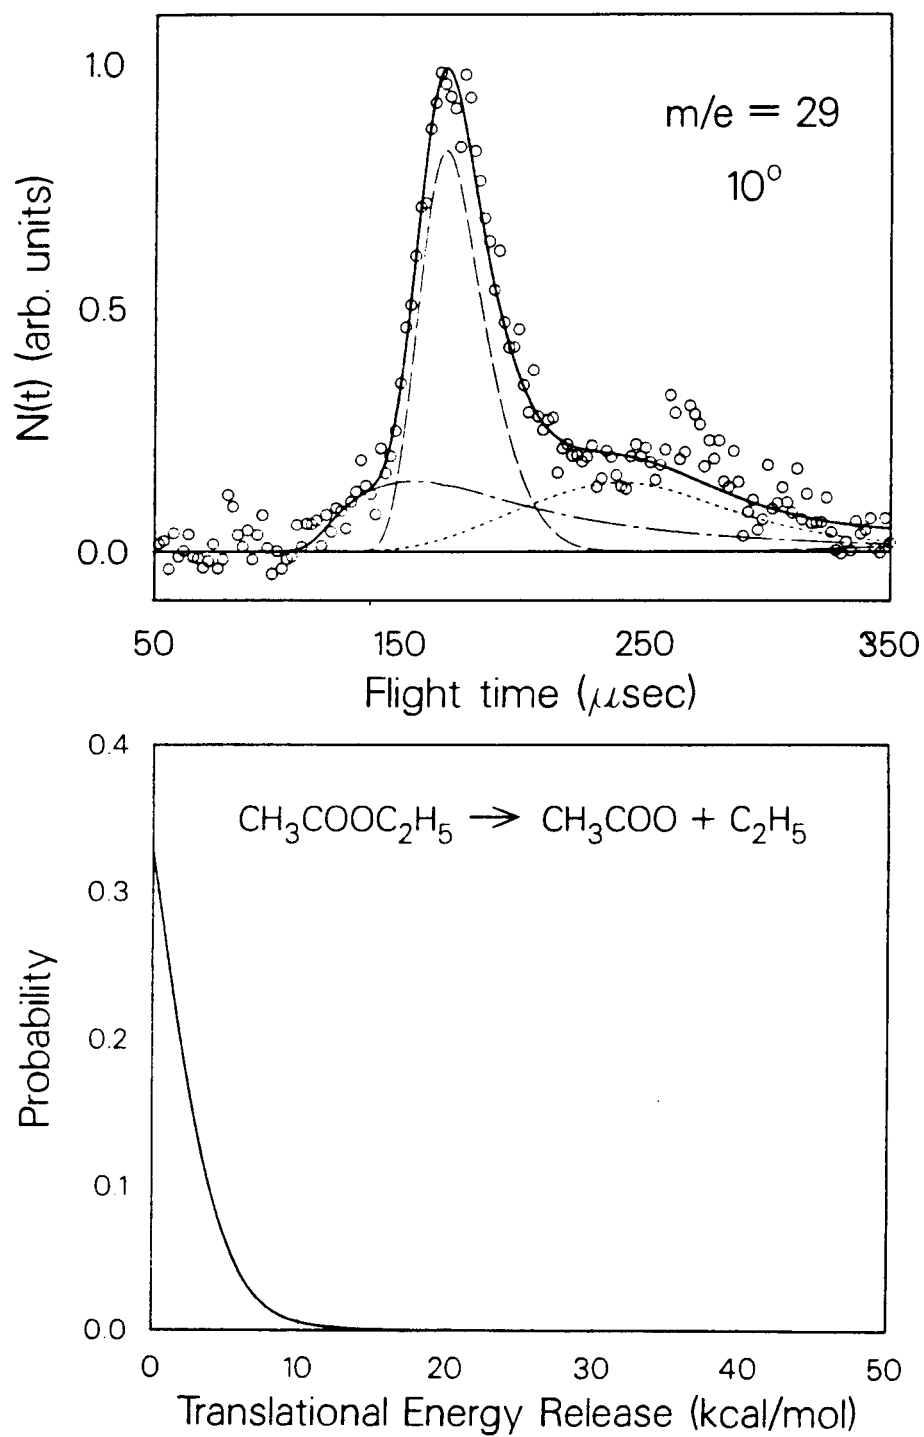 1.0
m/e = 29
10°
0.5
0.0
N(t) (arb. units)
50 150 250 350
Flight time (μsec)
0.4
CH₃COOC₂H₅ → CH₃COO + C₂H₅
0.3
0.2
0.1
0.0
Probability
0 10 20 30 40 50
Translational Energy Release (kcal/mol)